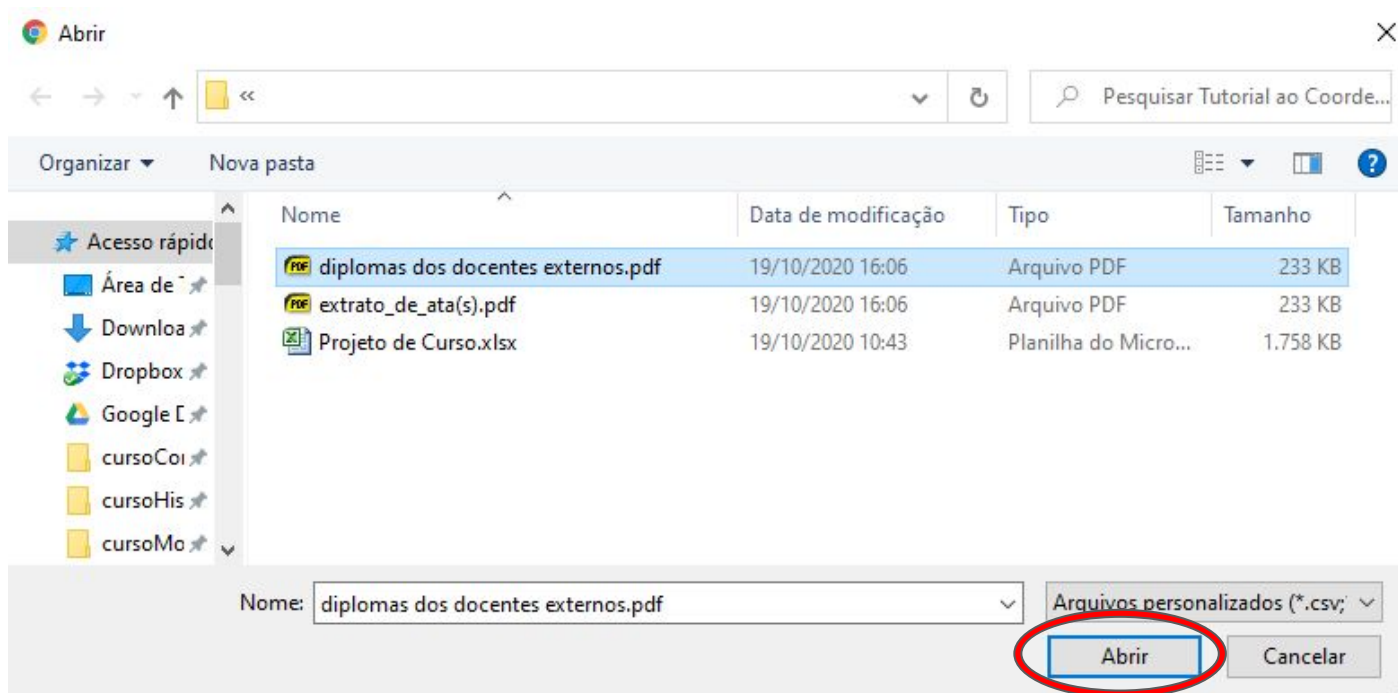 Abrir
«
Pesquisar Tutorial ao Coorde...
Organizar Nova pasta
Nome Data de modificação Tipo Tamanho
Acesso rápido
Área de T
Downloa
Dropbox
Google D
cursoCor
cursoHis
cursoMo
PDF diplomas dos docentes externos.pdf 19/10/2020 16:06 Arquivo PDF 233 KB
PDF extrato_de_ata(s).pdf 19/10/2020 16:06 Arquivo PDF 233 KB
Projeto de Curso.xlsx 19/10/2020 10:43 Planilha do Micro... 1.758 KB
Nome: diplomas dos docentes externos.pdf Arquivos personalizados (*.csv;
Abrir Cancelar